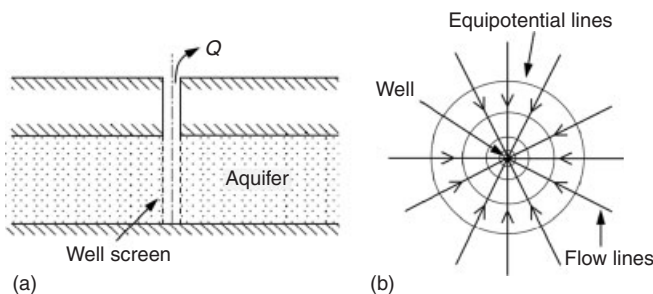 Q
Aquifer
Well screen
(a)
Equipotential lines
Well
Flow lines
(b)